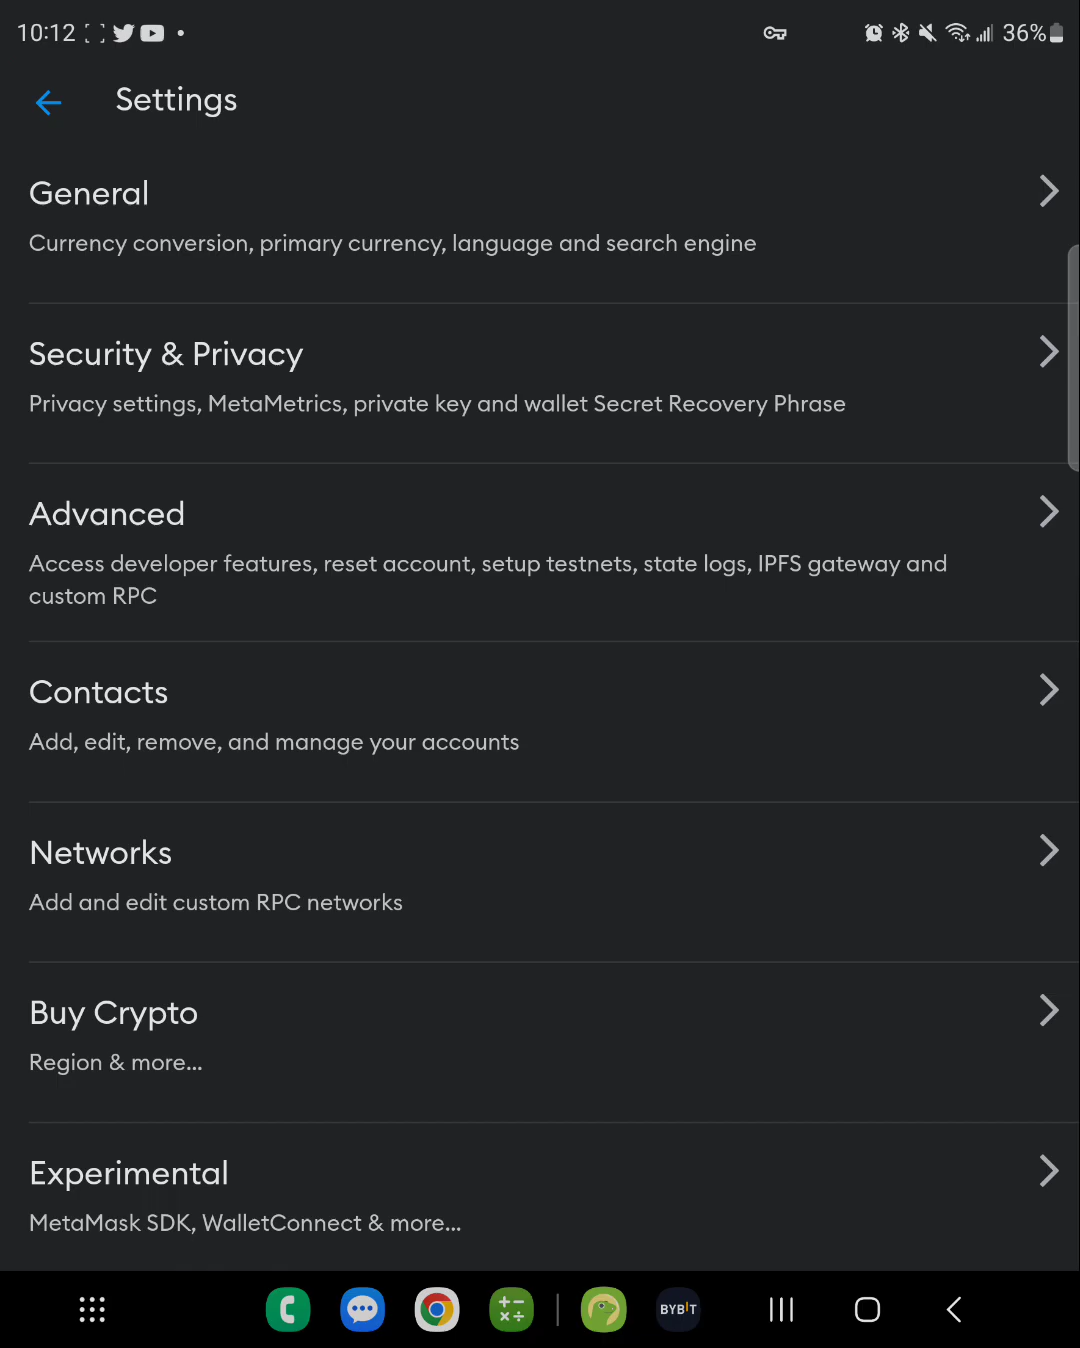 10:12
36%
Settings
General
Currency conversion, primary currency, language and search engine
Security & Privacy
Privacy settings, MetaMetrics, private key and wallet Secret Recovery Phrase
Advanced
Access developer features, reset account, setup testnets, state logs, IPFS gateway and
custom RPC
Contacts
Add, edit, remove, and manage your accounts
Networks
Add and edit custom RPC networks
Buy Crypto
Region & more...
Experimental
MetaMask SDK, WalletConnect & more...
BYBIT